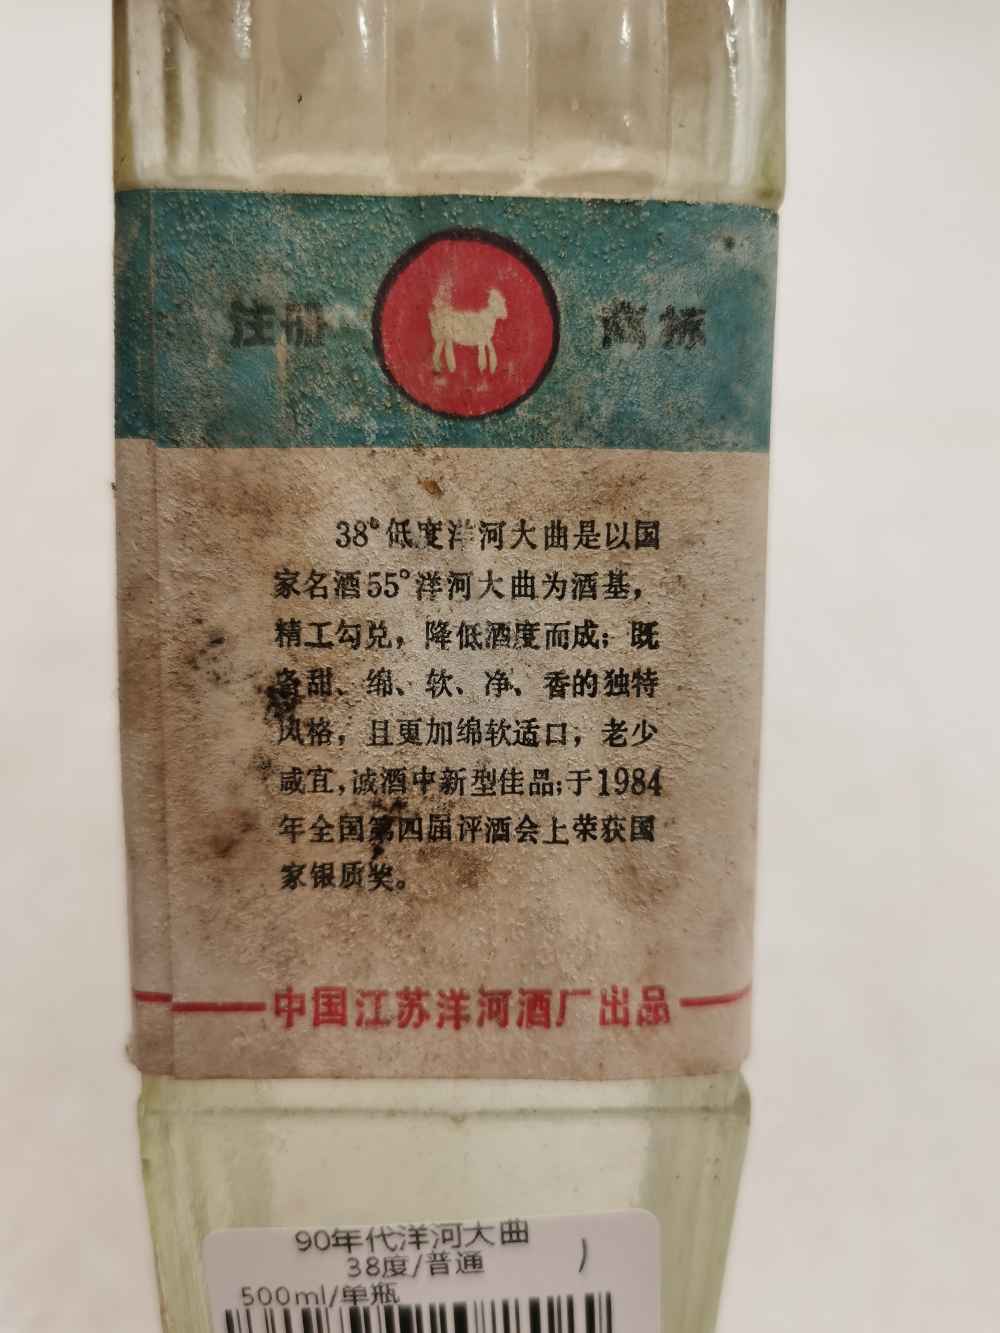 注册 商标
38°低度洋河大曲是以国
家名酒55°洋河大曲为酒基，
精工勾兑，降低酒度而成；既
备甜、绵、软、净、香的独特
风格，且更加绵软适口，老少
咸宜，诚酒中新型佳品；于1984
年全国第四届评酒会上荣获国
家银质奖。
中国江苏洋河酒厂出品
90年代洋河大曲
38度/普通 )
500ml/单瓶